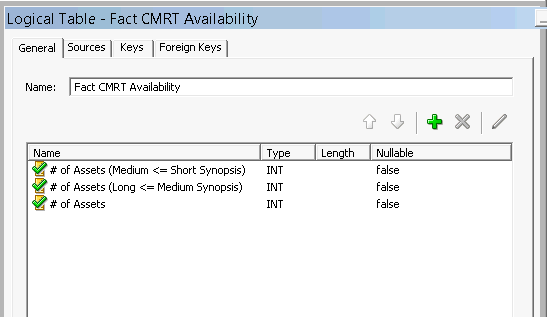 Logical Table - Fact CMRT Availability
General Sources Keys Foreign Keys
Name: Fact CMRT Availability
Name Type Length Nullable
# of Assets (Medium <= Short Synopsis) INT false
# of Assets (Long <= Medium Synopsis) INT false
# of Assets INT false